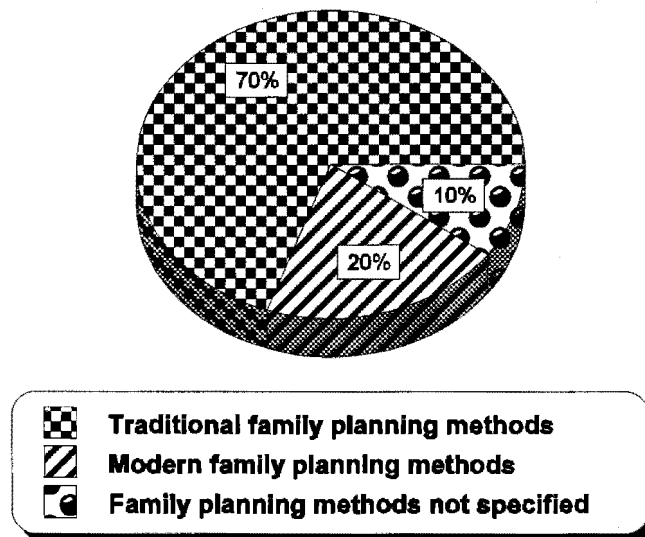 70%
10%
20%
Traditional family planning methods
Modern family planning methods
Family planning methods not specified